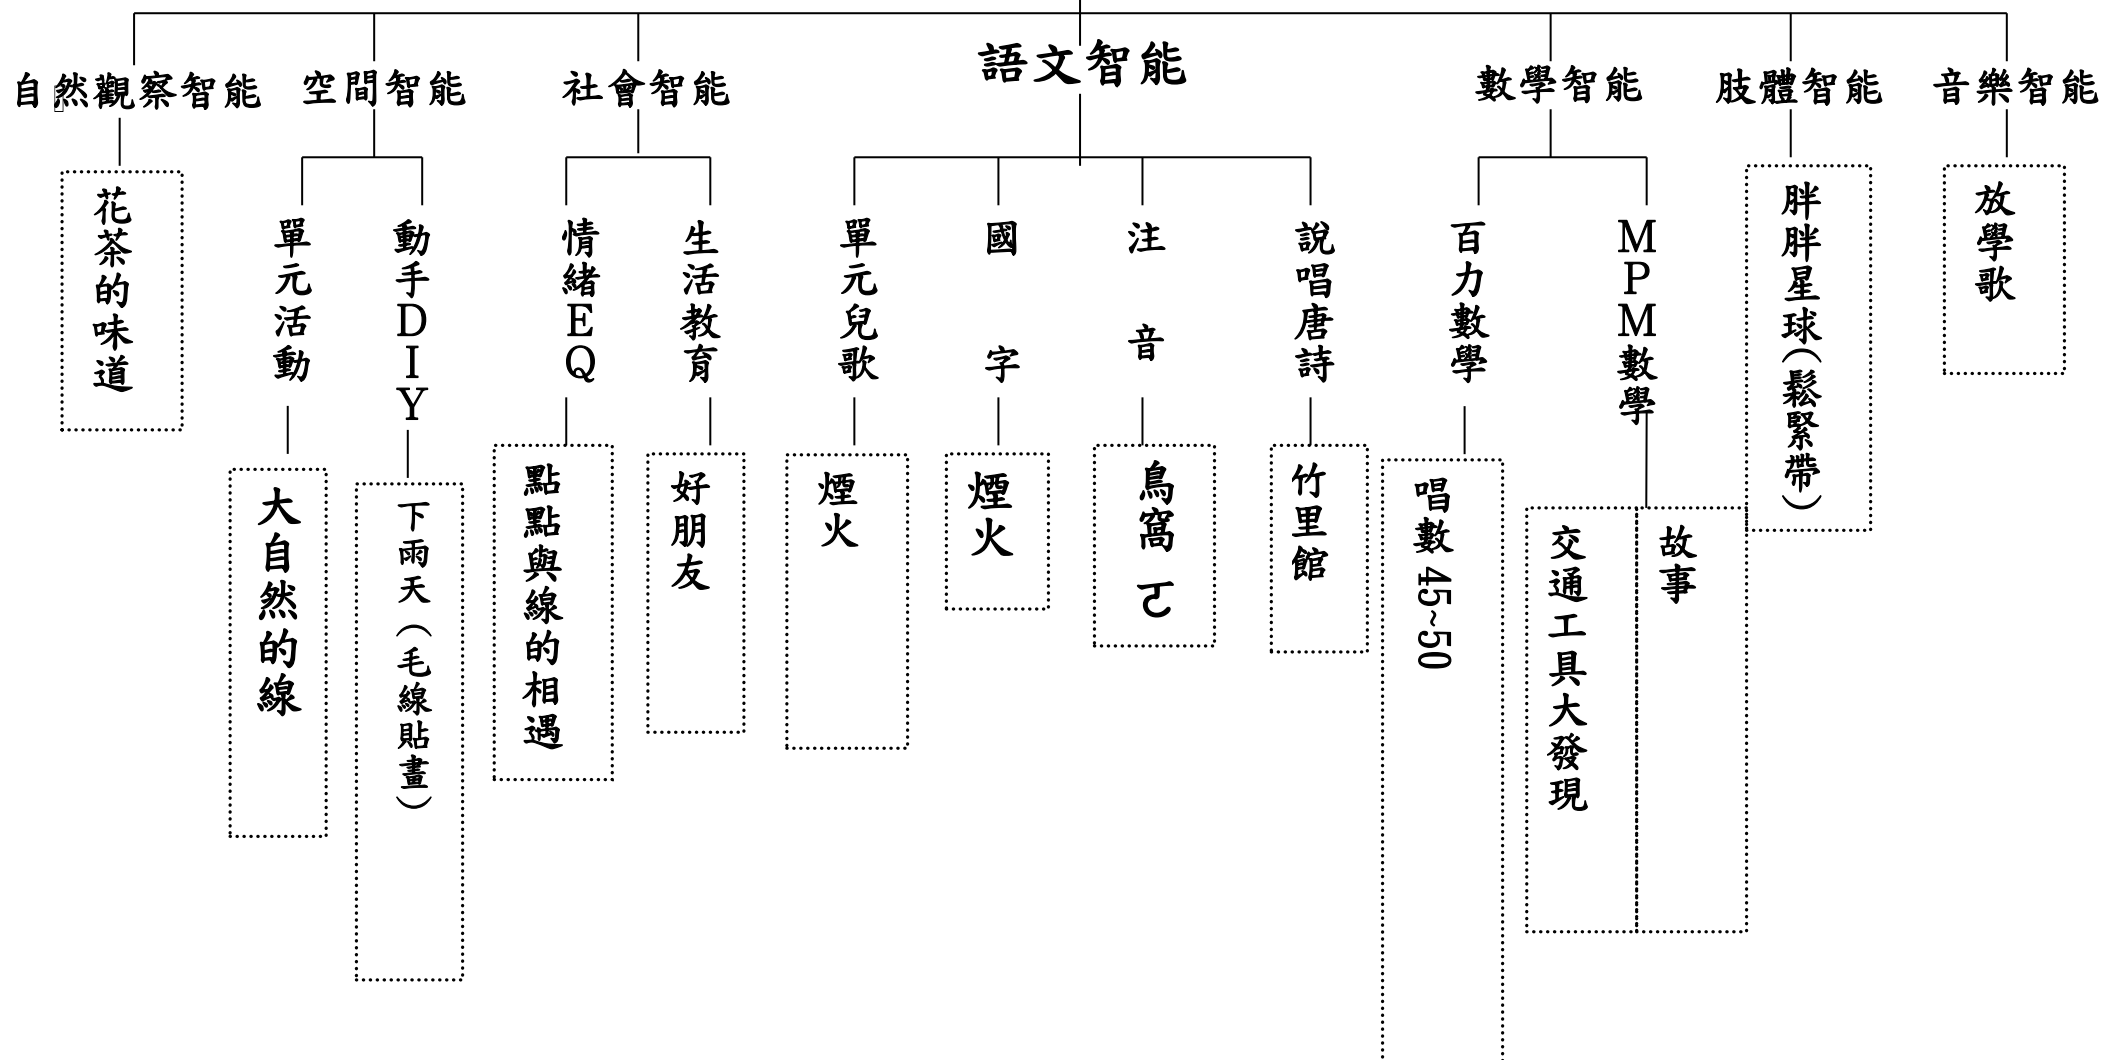 自然觀察智能
空間智能
社會智能
語文智能
數學智能
肢體智能
音樂智能
花茶的味道
單元活動
動手DIY
情緒EQ
生活教育
單元兒歌
國字
注音
說唱唐詩
百力數學
MPM數學
胖胖星球(鬆緊帶)
放學歌
大自然的線
下雨天(毛線貼畫)
點點與線的相遇
好朋友
煙火
煙火
鳥窩 ㄛ
竹里館
唱數 45~50
交通工具大發現
故事